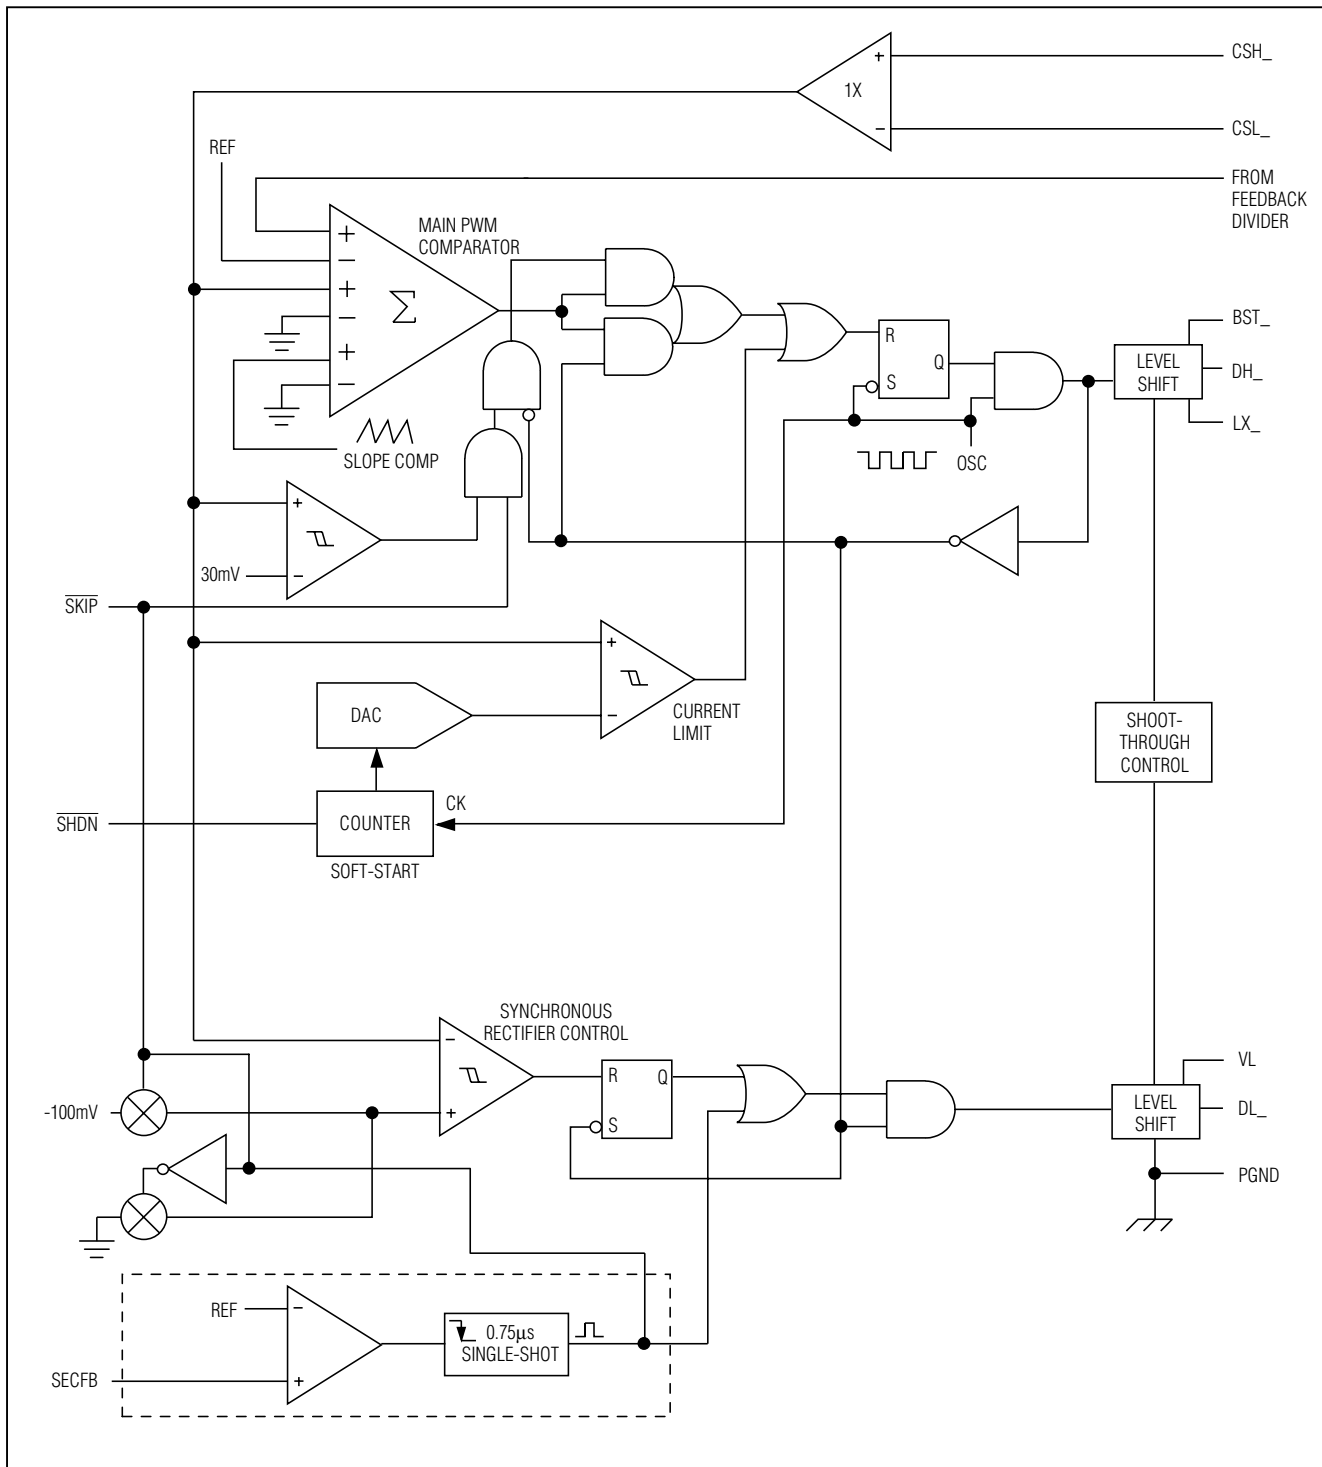 CSH_
+
1X
–
CSL_
REF
FROM
FEEDBACK
DIVIDER
MAIN PWM
COMPARATOR
+
–
+
–
+
–
Σ
SLOPE COMP
R
Q
S
OSC
LEVEL
SHIFT
BST_
DH_
LX_
+
30mV
–
SKIP
+
–
CURRENT
LIMIT
DAC
SHOOT-
THROUGH
CONTROL
CK
SHDN
COUNTER
SOFT-START
SYNCHRONOUS
RECTIFIER CONTROL
–
+
R
Q
S
-100mV
VL
LEVEL
SHIFT
DL_
PGND
REF
–
0.75µs
SINGLE-SHOT
SECFB
+